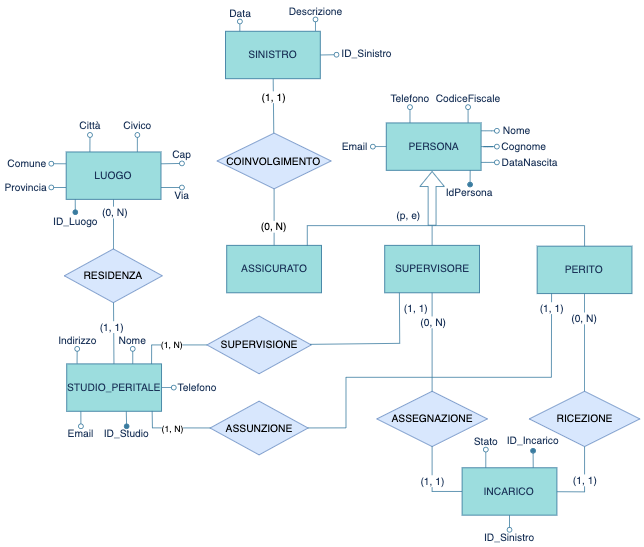 Data
Descrizione
SINISTRO
ID_Sinistro
(1, 1)
COINVOLGIMENTO
(0, N)
ASSICURATO
Telefono
CodiceFiscale
Email
PERSONA
Nome
Cognome
DataNascita
IdPersona
(p, e)
Città
Civico
Comune
Cap
LUOGO
Provincia
Via
ID_Luogo
(0, N)
RESIDENZA
(1, 1)
SUPERVISORE
PERITO
(1, 1)
(0, N)
(1, 1)
(0, N)
Indirizzo
Nome
(1, N)
SUPERVISIONE
STUDIO_PERITALE
Telefono
Email
ID_Studio
(1, N)
ASSUNZIONE
ASSEGNAZIONE
RICEZIONE
Stato
ID_Incarico
(1, 1)
(1, 1)
INCARICO
ID_Sinistro